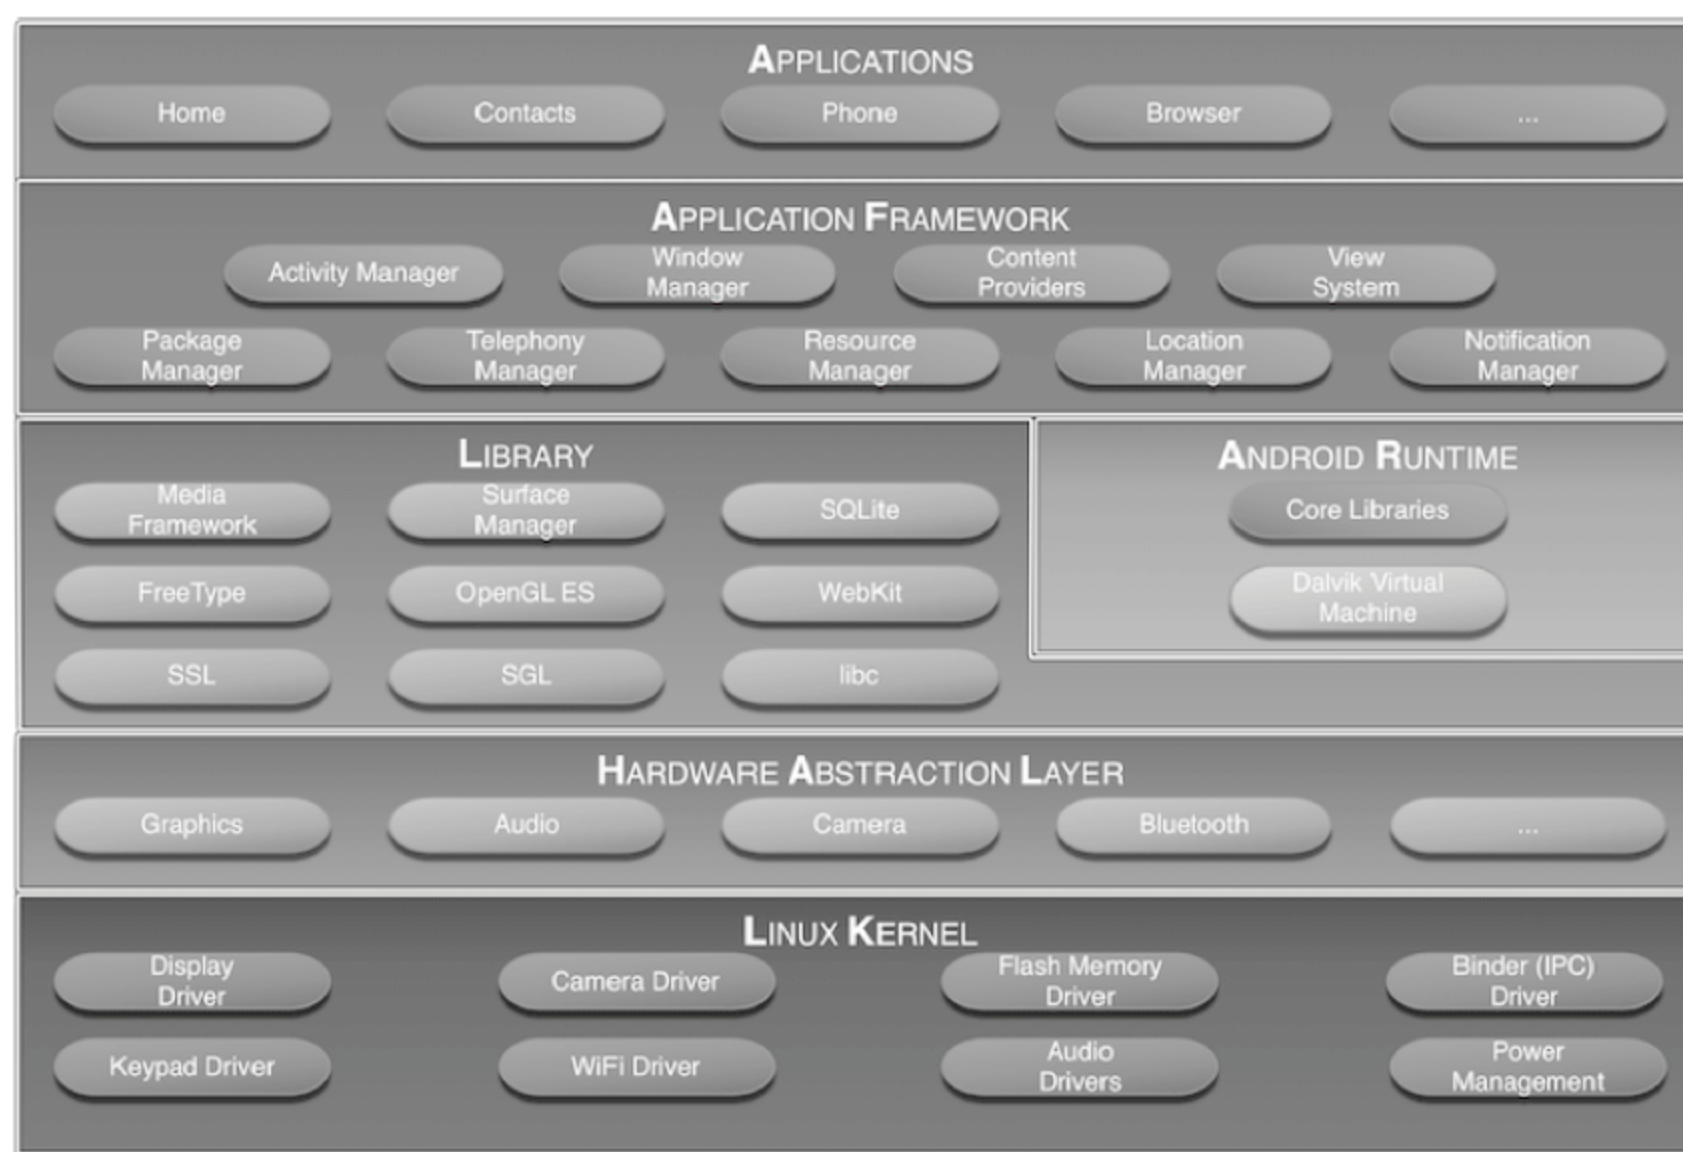 APPLICATIONS
Home
Contacts
Phone
Browser
...
APPLICATION FRAMEWORK
Activity Manager
Window
Manager
Content
Providers
View
System
Package
Manager
Telephony
Manager
Resource
Manager
Location
Manager
Notification
Manager
LIBRARY
Media
Framework
Surface
Manager
SQLite
FreeType
OpenGL ES
WebKit
SSL
SGL
libc
ANDROID RUNTIME
Core Libraries
Dalvik Virtual
Machine
HARDWARE ABSTRACTION LAYER
Graphics
Audio
Camera
Bluetooth
...
LINUX KERNEL
Display
Driver
Camera Driver
Flash Memory
Driver
Binder (IPC)
Driver
Keypad Driver
WiFi Driver
Audio
Drivers
Power
Management